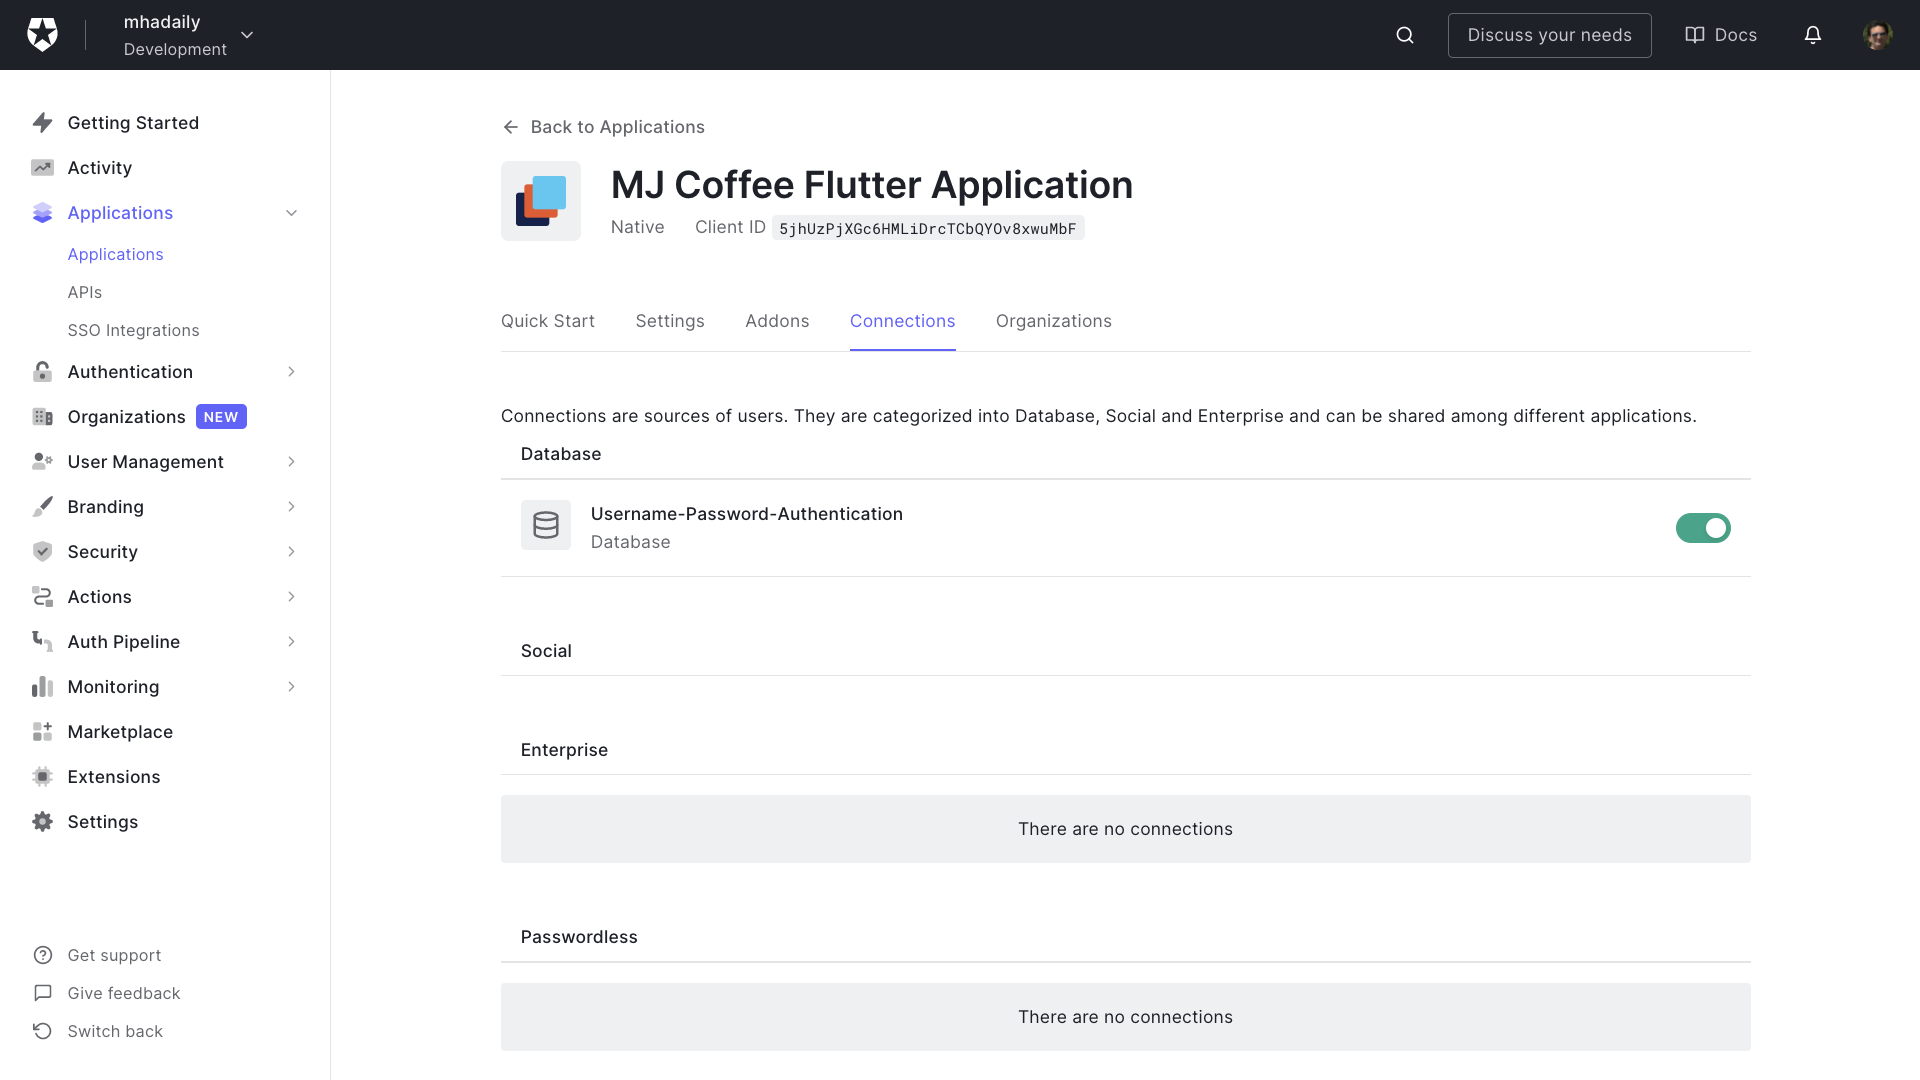 mhadaily
Development
Discuss your needs
Docs
Getting Started
Activity
Applications
Applications
APIs
SSO Integrations
Authentication
Organizations NEW
User Management
Branding
Security
Actions
Auth Pipeline
Monitoring
Marketplace
Extensions
Settings
Get support
Give feedback
Switch back
Back to Applications
MJ Coffee Flutter Application
Native Client ID 5jhUzPjXGc6HMLiDrcTCbQYOv8xwuMbF
Quick Start Settings Addons Connections Organizations
Connections are sources of users. They are categorized into Database, Social and Enterprise and can be shared among different applications.
Database
Username-Password-Authentication
Database
Social
Enterprise
There are no connections
Passwordless
There are no connections